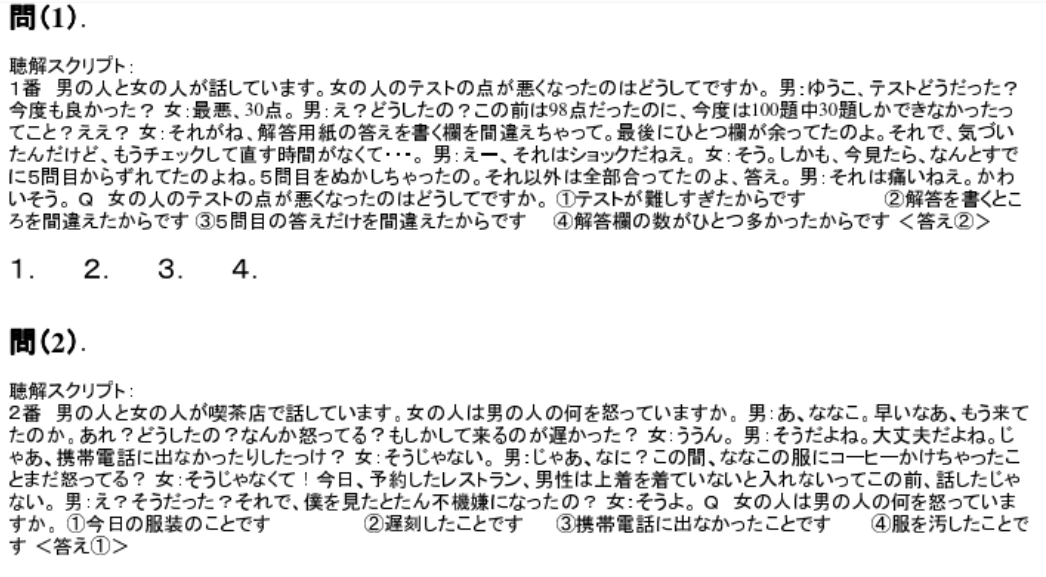 問(1).
聴解スクリプト:
1番　男の人と女の人が話しています。女の人のテストの点が悪くなったのはどうしてですか。 男:ゆうこ、テストどうだった?
今度も良かった? 女:最悪、30点。 男:え?どうしたの?この前は98点だったのに、今度は100題中30題しかできなかったっ
てこと?ええ? 女:それがね、解答用紙の答えを書く欄を間違えちゃって。最後にひとつ欄が余ってたのよ。それで、気づい
たんだけど、もうチェックして直す時間がなくて・・・。 男:えー、それはショックだねえ。 女:そう。しかも、今見たら、なんとすで
に5問目からずれてたのよね。5問目をぬかしちゃったの。それ以外は全部合ってたのよ、答え。 男:それは痛いねえ。かわ
いそう。 Q　女の人のテストの点が悪くなったのはどうしてですか。 ①テストが難しすぎたからです　　　　②解答を書くとこ
ろを間違えたからです ③5問目の答えだけを間違えたからです　 ④解答欄の数がひとつ多かったからです <答え②>
1.　2.　3.　4.
問(2).
聴解スクリプト:
2番　男の人と女の人が喫茶店で話しています。女の人は男の人の何を怒っていますか。 男:あ、ななこ。早いなあ、もう来て
たのか。あれ?どうしたの?なんか怒ってる?もしかして来るのが遅かった? 女:ううん。 男:そうだよね。大丈夫だよね。じ
ゃあ、携帯電話に出なかったりしたっけ? 女:そうじゃない。 男:じゃあ、なに?この間、ななこの服にコーヒーかけちゃったこ
とまだ怒ってる? 女:そうじゃなくて!今日、予約したレストラン、男性は上着を着ていないと入れないってこの前、話したじゃ
ない。 男:え?そうだった?それで、僕を見たとたん不機嫌になったの? 女:そうよ。 Q　女の人は男の人の何を怒っていま
すか。 ①今日の服装のことです　　　　②遅刻したことです　 ③携帯電話に出なかったことです　 ④服を汚したことで
す <答え①>